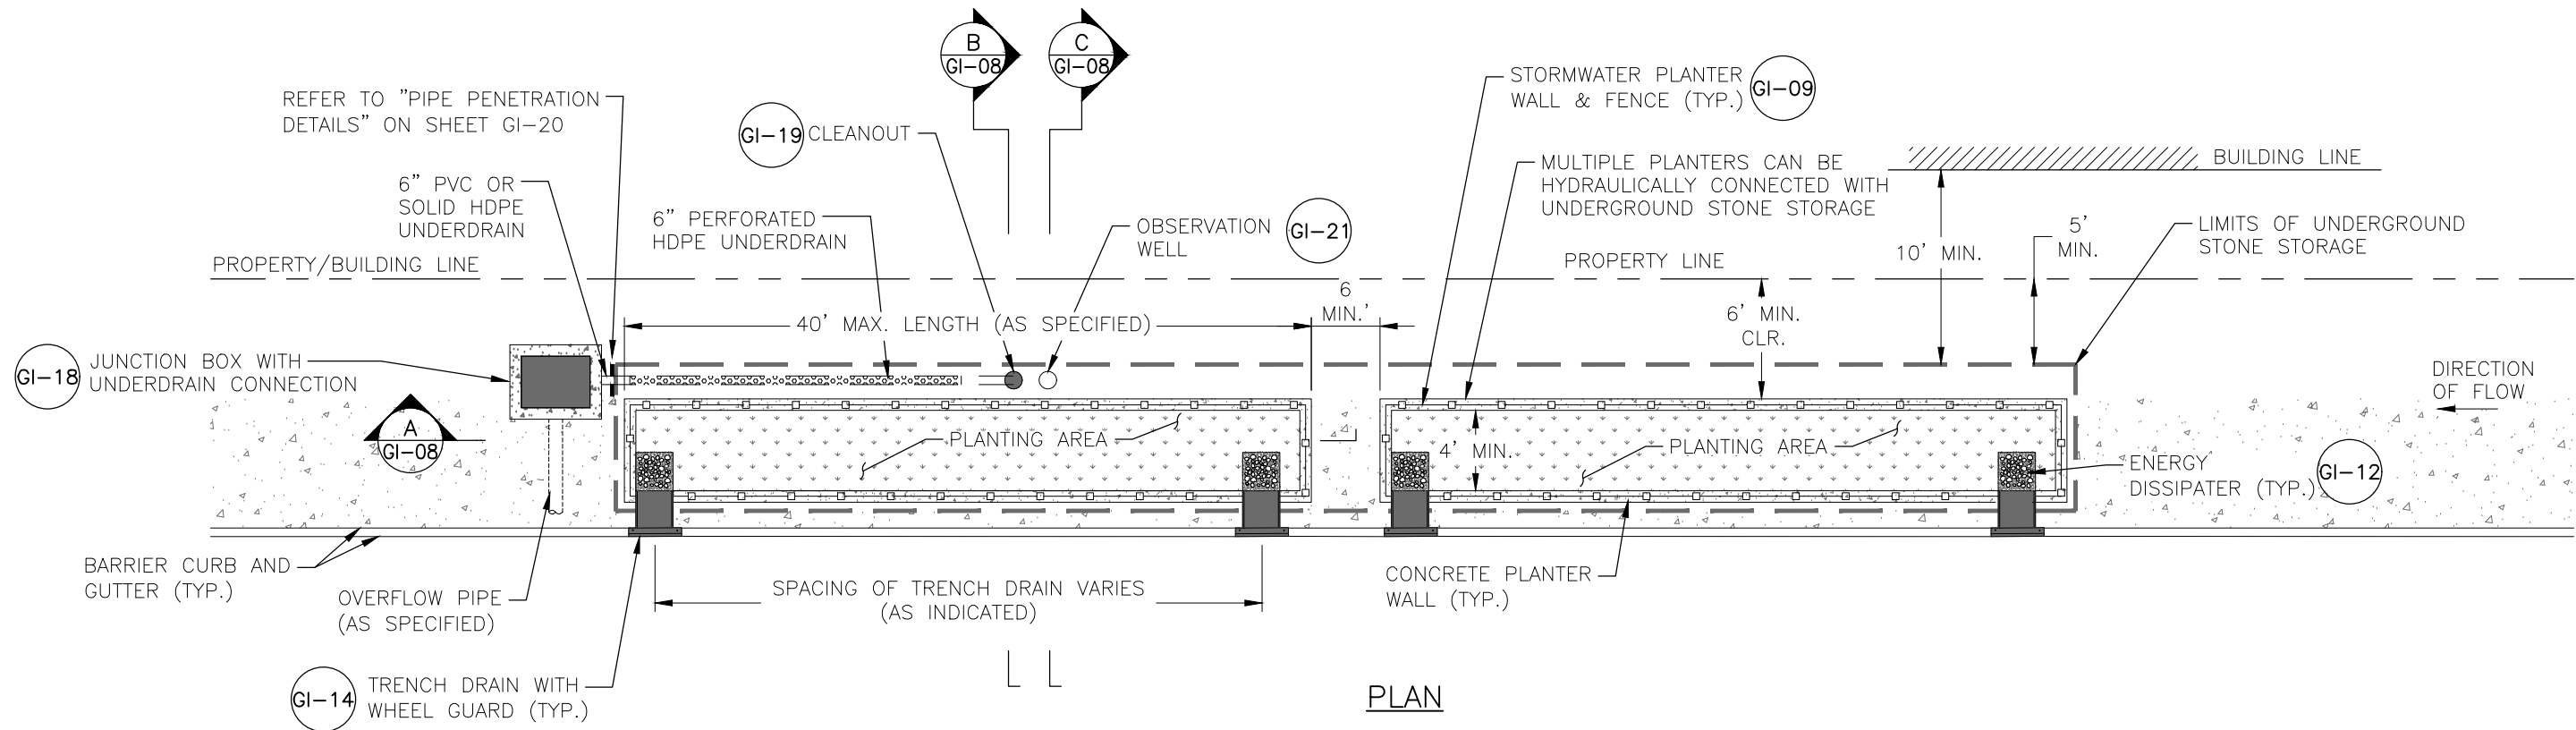 B
GI-08
C
GI-08
REFER TO "PIPE PENETRATION
DETAILS" ON SHEET GI-20
GI-19
CLEANOUT
STORMWATER PLANTER
WALL & FENCE (TYP.)
GI-09
6" PVC OR
SOLID HDPE
UNDERDRAIN
6" PERFORATED
HDPE UNDERDRAIN
OBSERVATION
WELL
GI-21
MULTIPLE PLANTERS CAN BE
HYDRAULICALLY CONNECTED WITH
UNDERGROUND STONE STORAGE
BUILDING LINE
10' MIN.
5'
MIN.
LIMITS OF UNDERGROUND
STONE STORAGE
PROPERTY/BUILDING LINE
PROPERTY LINE
40' MAX. LENGTH (AS SPECIFIED)
6
MIN.'
6' MIN.
CLR.
GI-18
JUNCTION BOX WITH
UNDERDRAIN CONNECTION
DIRECTION
OF FLOW
A
GI-08
PLANTING AREA
4' MIN.
PLANTING AREA
ENERGY
DISSIPATER (TYP.)
GI-12
BARRIER CURB AND
GUTTER (TYP.)
OVERFLOW PIPE
(AS SPECIFIED)
SPACING OF TRENCH DRAIN VARIES
(AS INDICATED)
CONCRETE PLANTER
WALL (TYP.)
GI-14
TRENCH DRAIN WITH
WHEEL GUARD (TYP.)
PLAN